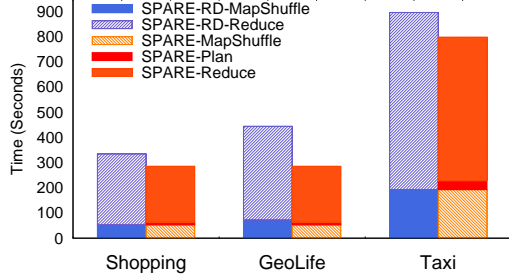 SPARE-RD-MapShuffle
SPARE-RD-Reduce
SPARE-MapShuffle
SPARE-Plan
SPARE-Reduce
Time (Seconds)
900
800
700
600
500
400
300
200
100
0
Shopping GeoLife Taxi